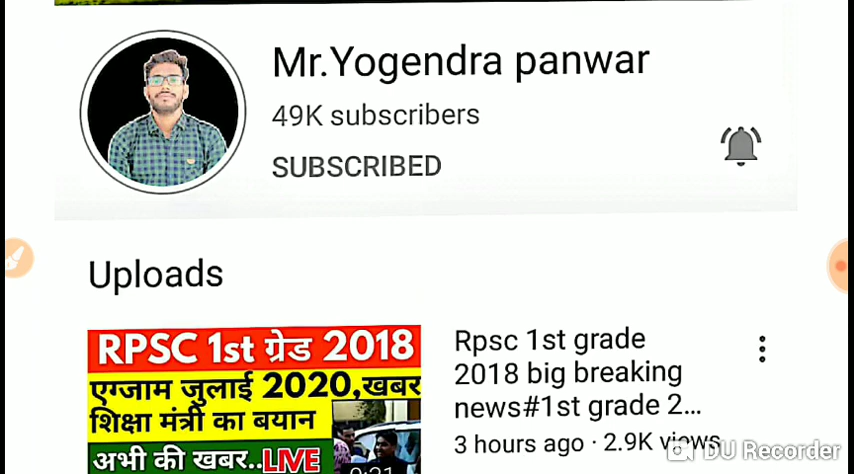 Mr.Yogendra panwar
49K subscribers
SUBSCRIBED
Uploads
RPSC 1st ग्रेड 2018
एग्जाम जुलाई 2020,खबर
शिक्षा मंत्री का बयान
अभी की खबर..LIVE
Rpsc 1st grade
2018 big breaking
news#1st grade 2...
3 hours ago · 2.9K views
DU Recorder